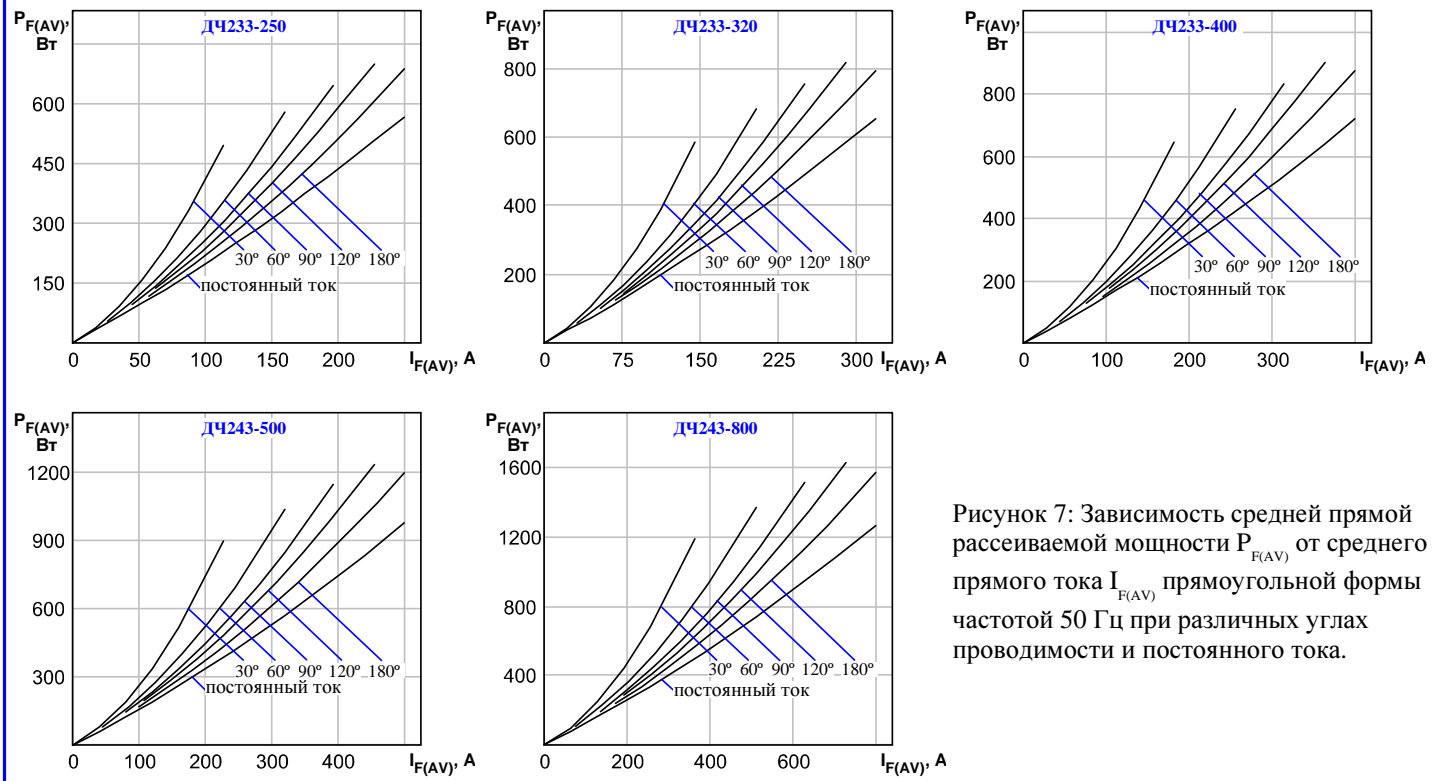 P_F(AV),
Вт
ДЧ233-250
600
450
300
150
30º 60º 90º 120º 180º
постоянный ток
0 50 100 150 200 I_F(AV), А
P_F(AV),
Вт
ДЧ233-320
800
600
400
200
30º 60º 90º 120º 180º
постоянный ток
0 75 150 225 300 I_F(AV), А
P_F(AV),
Вт
ДЧ233-400
800
600
400
200
30º 60º 90º 120º 180º
постоянный ток
0 100 200 300 I_F(AV), А
P_F(AV),
Вт
ДЧ243-500
1200
900
600
300
30º 60º 90º 120º 180º
постоянный ток
0 100 200 300 400 I_F(AV), А
P_F(AV),
Вт
ДЧ243-800
1600
1200
800
400
30º 60º 90º 120º 180º
постоянный ток
0 200 400 600 I_F(AV), А
Рисунок 7: Зависимость средней прямой
рассеиваемой мощности P_F(AV) от среднего
прямого тока I_F(AV) прямоугольной формы
частотой 50 Гц при различных углах
проводимости и постоянного тока.